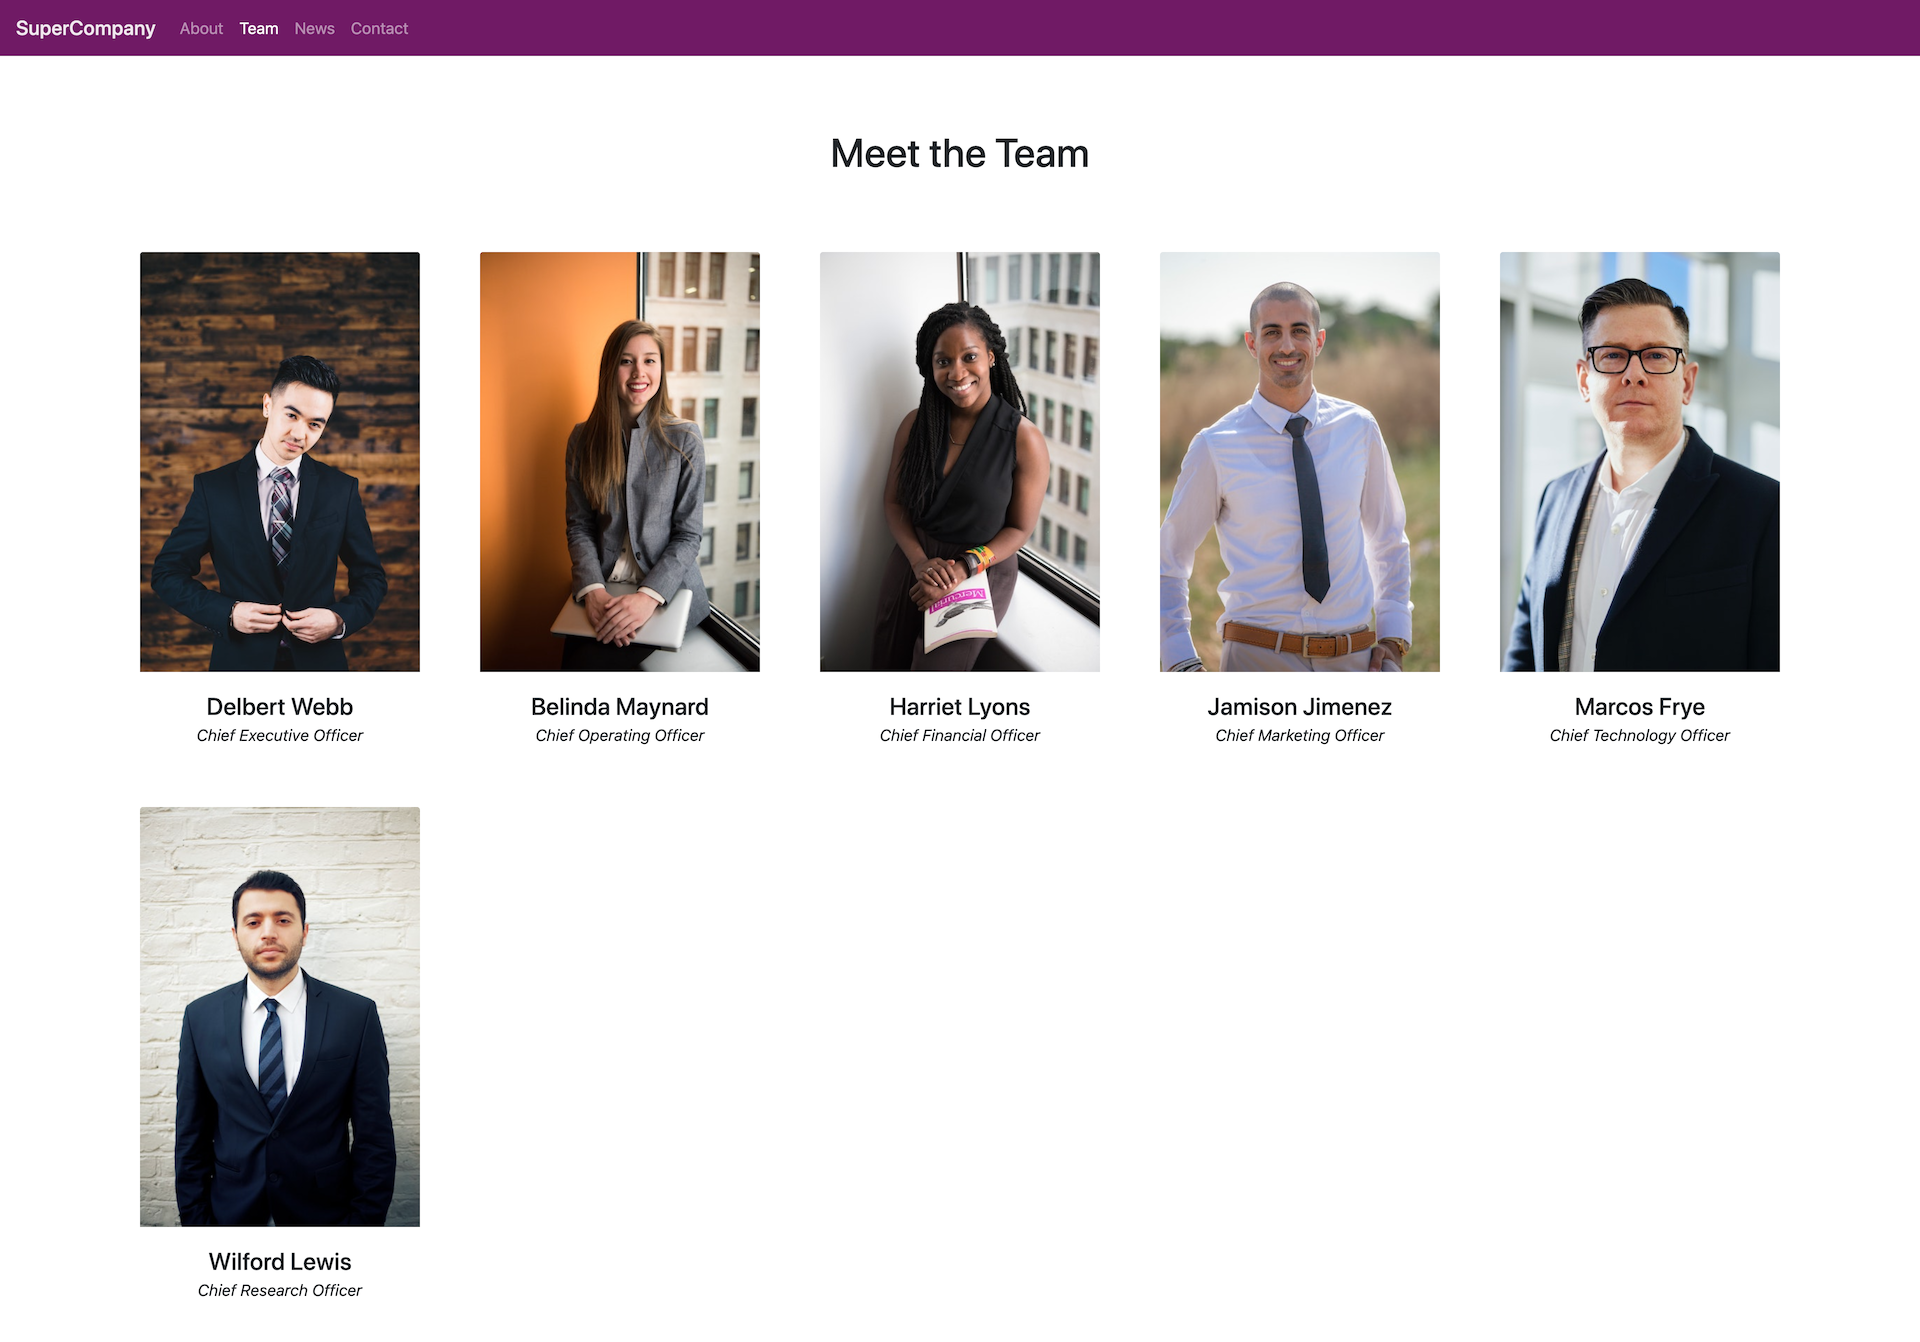 SuperCompany About Team News Contact
Meet the Team
Mercurial
Delbert Webb
Chief Executive Officer
Belinda Maynard
Chief Operating Officer
Harriet Lyons
Chief Financial Officer
Jamison Jimenez
Chief Marketing Officer
Marcos Frye
Chief Technology Officer
Wilford Lewis
Chief Research Officer